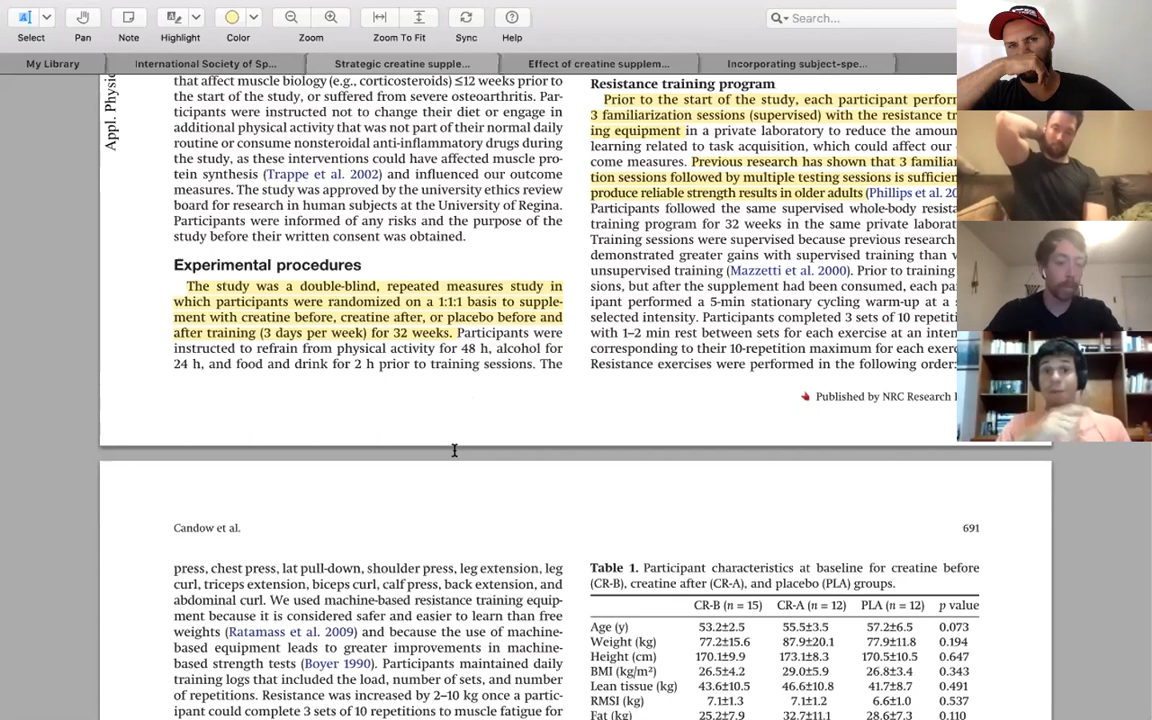 Select
Pan
Note
Highlight
Color
Zoom
Zoom To Fit
Sync
Help
Search...
My Library
International Society of Sp...
Strategic creatine supple...
Effect of creatine supplem...
Incorporating subject-spe...
Appl. Physio
that affect muscle biology (e.g., corticosteroids) ≤12 weeks prior to
the start of the study, or suffered from severe osteoarthritis. Par-
ticipants were instructed not to change their diet or engage in
additional physical activity that was not part of their normal daily
routine or consume nonsteroidal anti-inflammatory drugs during
the study, as these interventions could have affected muscle pro-
tein synthesis (Trappe et al. 2002) and influenced our outcome
measures. The study was approved by the university ethics review
board for research in human subjects at the University of Regina.
Participants were informed of any risks and the purpose of the
study before their written consent was obtained.
Experimental procedures
The study was a double-blind, repeated measures study in
which participants were randomized on a 1:1:1 basis to supple-
ment with creatine before, creatine after, or placebo before and
after training (3 days per week) for 32 weeks. Participants were
instructed to refrain from physical activity for 48 h, alcohol for
24 h, and food and drink for 2 h prior to training sessions. The
Resistance training program
Prior to the start of the study, each participant perform
3 familiarization sessions (supervised) with the resistance tr
ing equipment in a private laboratory to reduce the amoun
learning related to task acquisition, which could affect our
come measures. Previous research has shown that 3 familiar
tion sessions followed by multiple testing sessions is sufficien
produce reliable strength results in older adults (Phillips et al. 20
Participants followed the same supervised whole-body resista
training program for 32 weeks in the same private laborat
Training sessions were supervised because previous research
demonstrated greater gains with supervised training than w
unsupervised training (Mazzetti et al. 2000). Prior to training
sions, but after the supplement had been consumed, each pa
ipant performed a 5-min stationary cycling warm-up at a s
selected intensity. Participants completed 3 sets of 10 repetiti
with 1–2 min rest between sets for each exercise at an inten
corresponding to their 10-repetition maximum for each exerc
Resistance exercises were performed in the following order:
Published by NRC Research P
Candow et al.
691
press, chest press, lat pull-down, shoulder press, leg extension, leg
curl, triceps extension, biceps curl, calf press, back extension, and
abdominal curl. We used machine-based resistance training equip-
ment because it is considered safer and easier to learn than free
weights (Ratamass et al. 2009) and because the use of machine-
based equipment leads to greater improvements in machine-
based strength tests (Boyer 1990). Participants maintained daily
training logs that included the load, number of sets, and number
of repetitions. Resistance was increased by 2–10 kg once a partic-
ipant could complete 3 sets of 10 repetitions to muscle fatigue for
Table 1. Participant characteristics at baseline for creatine before
(CR-B), creatine after (CR-A), and placebo (PLA) groups.
CR-B (n = 15) CR-A (n = 12) PLA (n = 12) p value
Age (y) 53.2±2.5 55.5±3.5 57.2±6.5 0.073
Weight (kg) 77.2±15.6 87.9±20.1 77.9±11.8 0.194
Height (cm) 170.1±9.9 173.1±8.3 170.5±10.5 0.647
BMI (kg/m²) 26.5±4.2 29.0±5.9 26.8±3.4 0.343
Lean tissue (kg) 43.6±10.5 46.6±10.8 41.7±8.7 0.491
RMSI (kg) 7.1±1.3 7.1±1.2 6.6±1.0 0.537
Fat (kg) 25.2±7.9 32.7±11.1 28.6±7.3 0.110